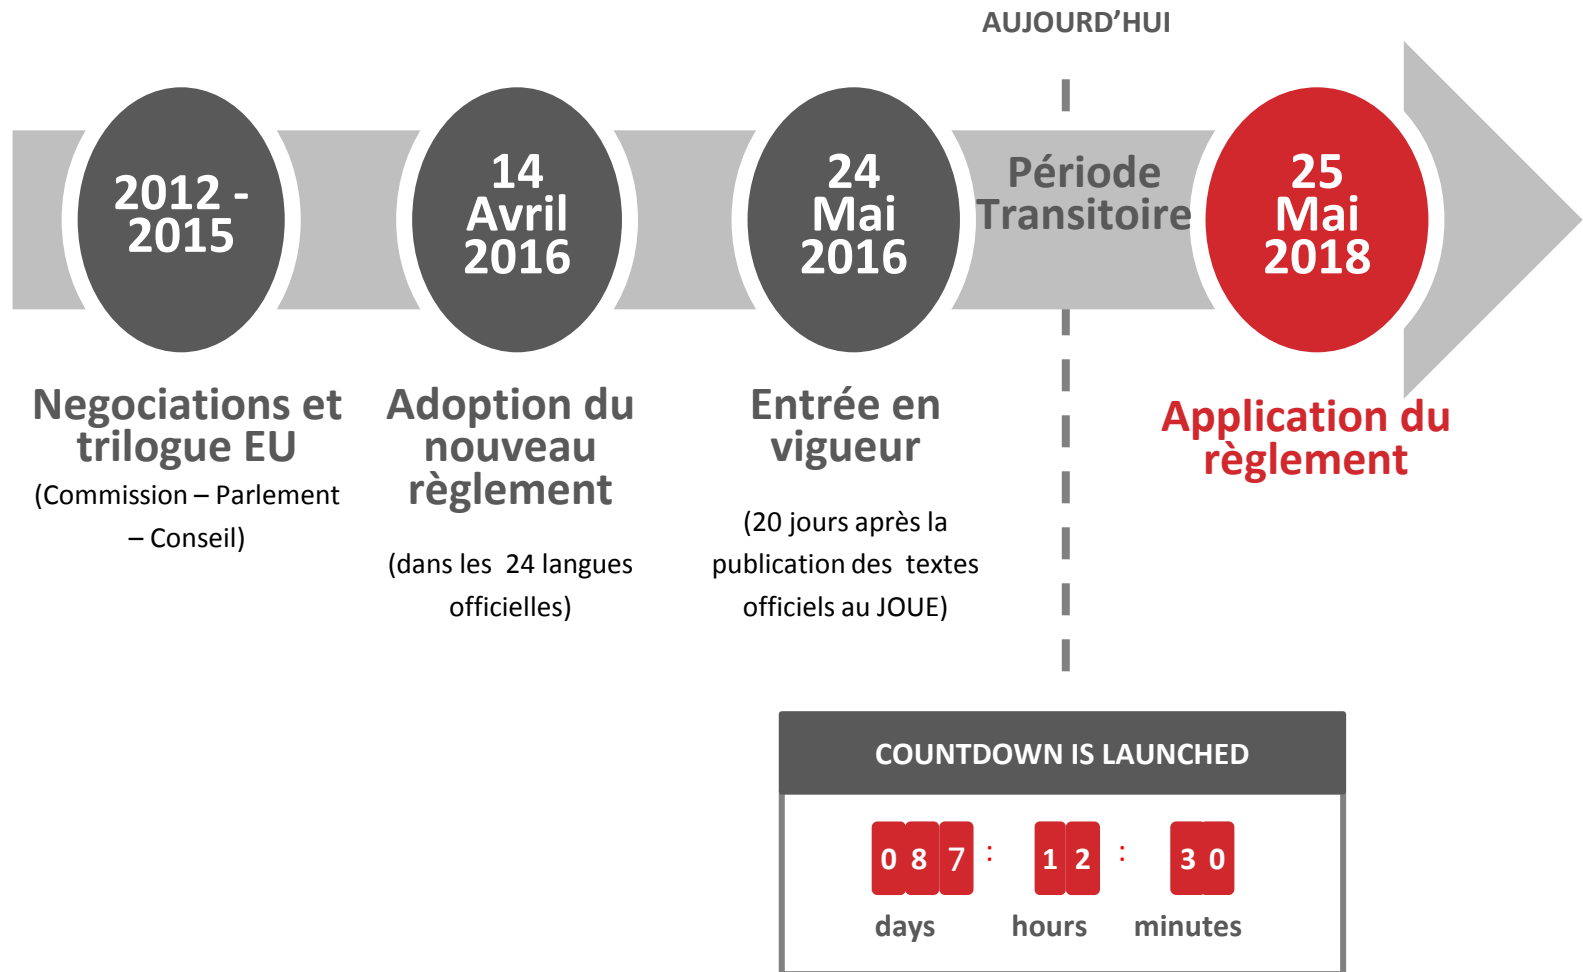 AUJOURD’HUI
2012 -
2015
14
Avril
2016
24
Mai
2016
Période
Transitoire
25
Mai
2018
Negociations et
trilogue EU
(Commission – Parlement
– Conseil)
Adoption du
nouveau
règlement
(dans les 24 langues
officielles)
Entrée en
vigueur
(20 jours après la
publication des textes
officiels au JOUE)
Application du
règlement
COUNTDOWN IS LAUNCHED
0 8 7 : 1 2 : 3 0
days hours minutes